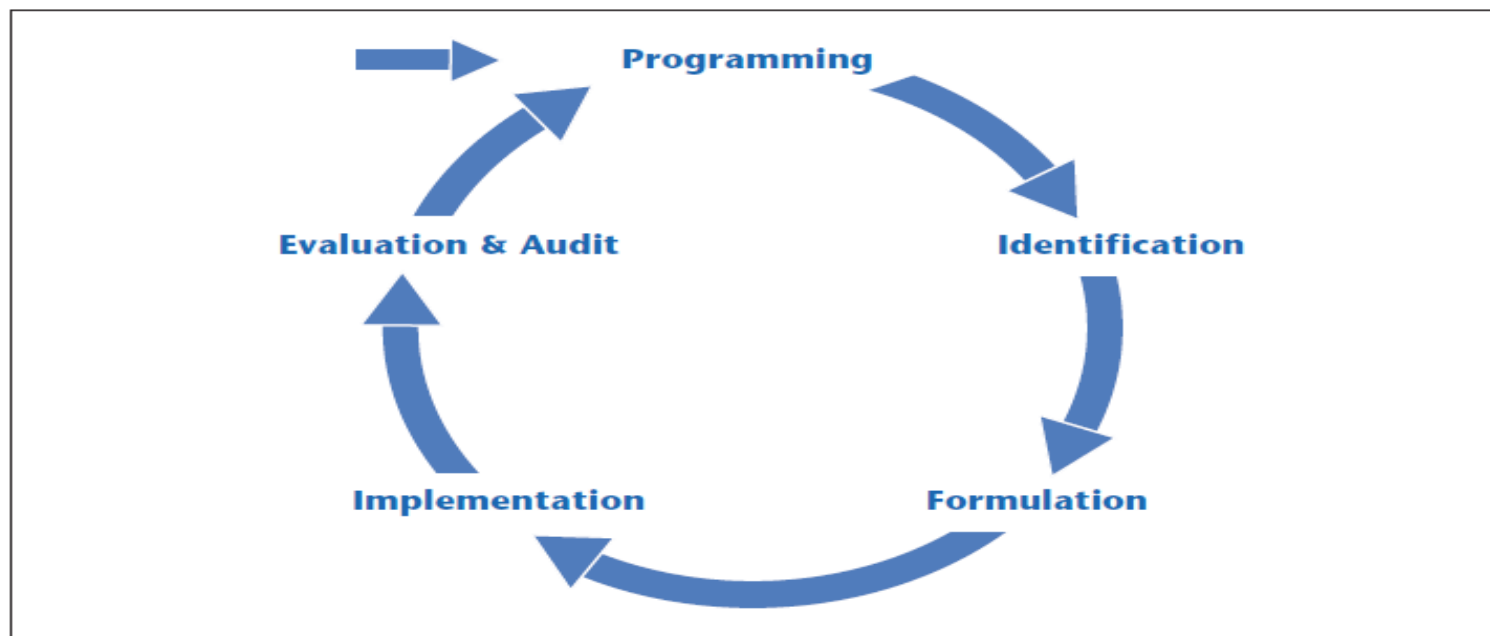 Programming
Evaluation & Audit
Identification
Implementation
Formulation